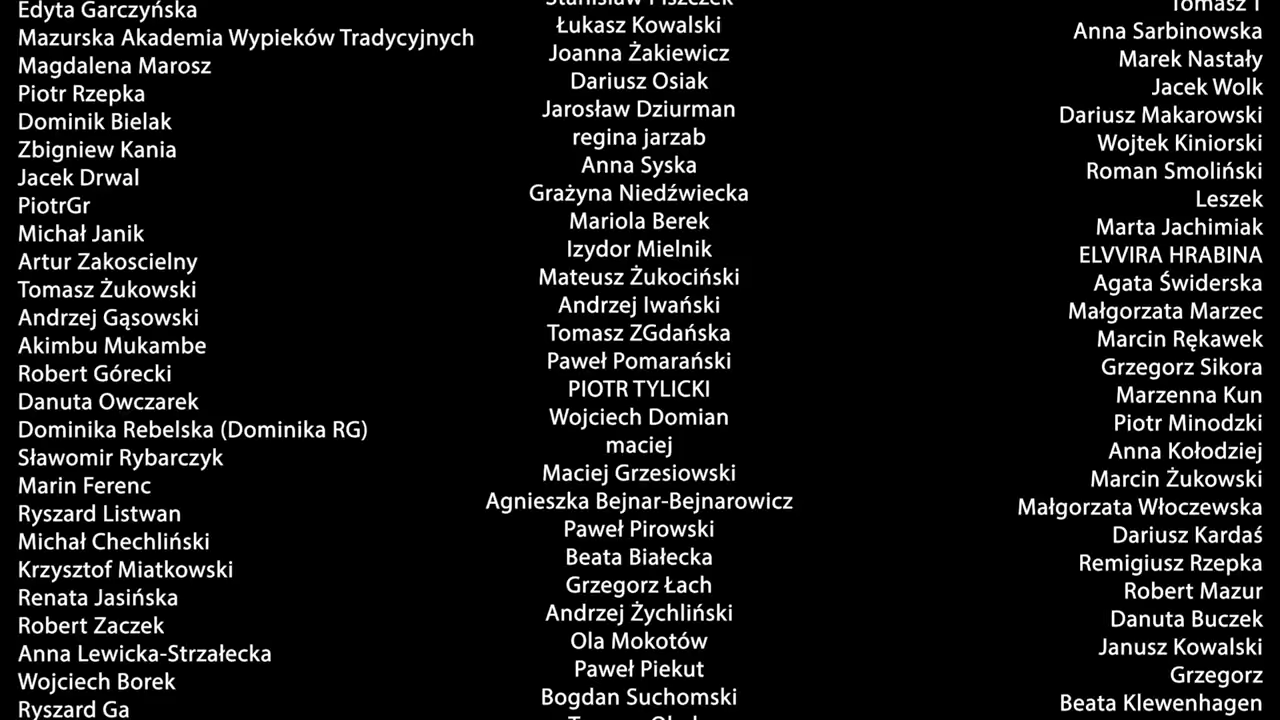 Edyta Garczyńska
Mazurska Akademia Wypieków Tradycyjnych
Magdalena Marosz
Piotr Rzepka
Dominik Bielak
Zbigniew Kania
Jacek Drwal
PiotrGr
Michał Janik
Artur Zakoscielny
Tomasz Żukowski
Andrzej Gąsowski
Akimbu Mukambe
Robert Górecki
Danuta Owczarek
Dominika Rebelska (Dominika RG)
Sławomir Rybarczyk
Marin Ferenc
Ryszard Listwan
Michał Chechliński
Krzysztof Miatkowski
Renata Jasińska
Robert Zaczek
Anna Lewicka-Strzałecka
Wojciech Borek
Ryszard Ga
Stanisław Piszczek
Łukasz Kowalski
Joanna Żakiewicz
Dariusz Osiak
Jarosław Dziurman
regina jarzab
Anna Syska
Grażyna Niedźwiecka
Mariola Berek
Izydor Mielnik
Mateusz Żukociński
Andrzej Iwański
Tomasz ZGdańska
Paweł Pomarański
PIOTR TYLICKI
Wojciech Domian
maciej
Maciej Grzesiowski
Agnieszka Bejnar-Bejnarowicz
Paweł Pirowski
Beata Białecka
Grzegorz Łach
Andrzej Żychliński
Ola Mokotów
Paweł Piekut
Bogdan Suchomski
Tomasz T
Anna Sarbinowska
Marek Nastały
Jacek Wolk
Dariusz Makarowski
Wojtek Kiniorski
Roman Smoliński
Leszek
Marta Jachimiak
ELVVIRA HRABINA
Agata Świderska
Małgorzata Marzec
Marcin Rękawek
Grzegorz Sikora
Marzenna Kun
Piotr Minodzki
Anna Kołodziej
Marcin Żukowski
Małgorzata Włoczewska
Dariusz Kardaś
Remigiusz Rzepka
Robert Mazur
Danuta Buczek
Janusz Kowalski
Grzegorz
Beata Klewenhagen